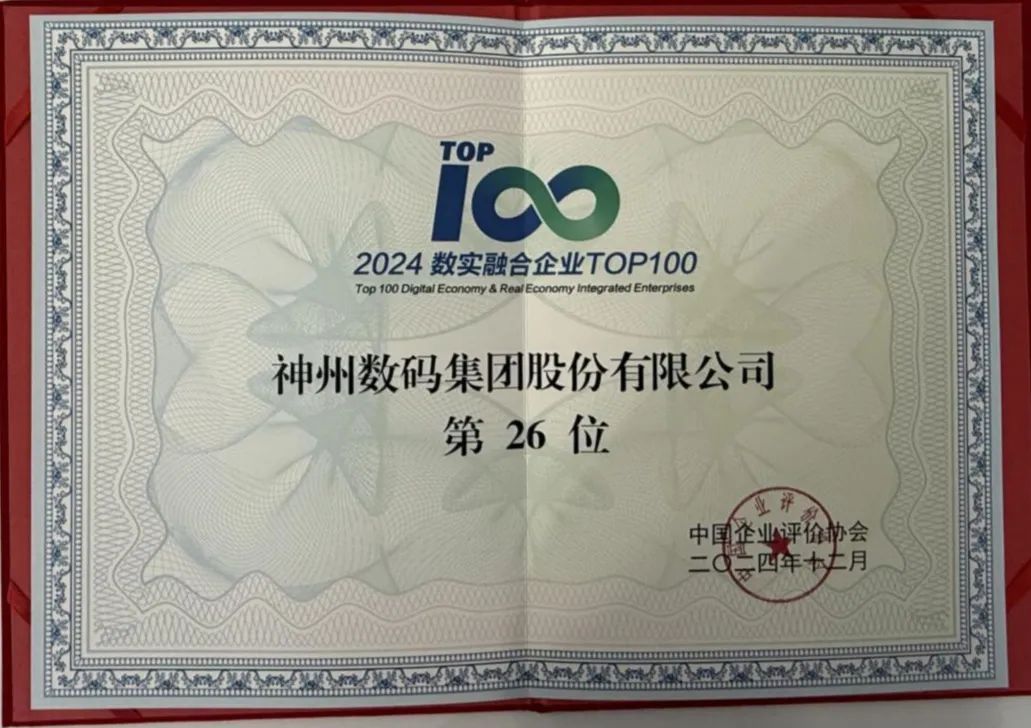 TOP
100
2024 数实融合企业TOP100
Top 100 Digital Economy & Real Economy Integrated Enterprises
神州数码集团股份有限公司
第 26 位
中国企业评价协会
二〇二四年十二月